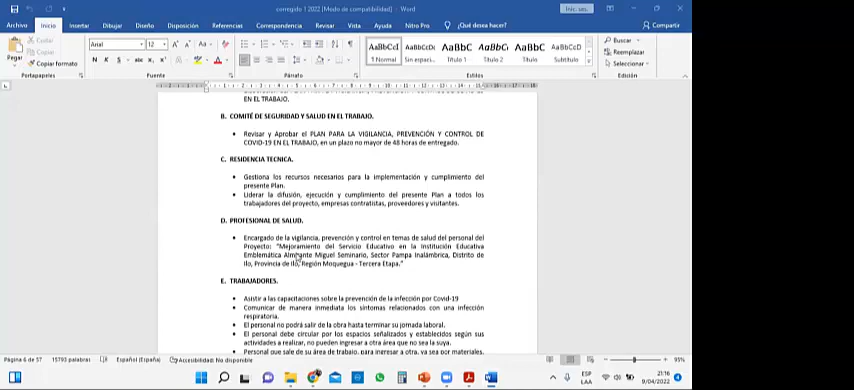 corregido 1 2022 [Modo de compatibilidad] - Word
Inic. ses.
Archivo Inicio Insertar Dibujar Diseño Disposición Referencias Correspondencia Revisar Vista Ayuda Nitro Pro ¿Qué desea hacer? Compartir
Cortar
Copiar
Copiar formato
Pegar
Arial 12
AaBbCcI AaBbCcDc AaBbC AaBbC AaBbC AaBbCcD
¶ Normal Sin espaci... Título 1 Título 2 Título Subtítulo
Buscar
Reemplazar
Seleccionar
Portapapeles Fuente Párrafo Estilos Edición
EN EL TRABAJO.
B. COMITÉ DE SEGURIDAD Y SALUD EN EL TRABAJO.
• Revisar y Aprobar el PLAN PARA LA VIGILANCIA, PREVENCIÓN Y CONTROL DE
COVID-19 EN EL TRABAJO, en un plazo no mayor de 48 horas de entregado.
C. RESIDENCIA TECNICA.
• Gestiona los recursos necesarios para la implementación y cumplimiento del
presente Plan.
• Liderar la difusión, ejecución y cumplimiento del presente Plan a todos los
trabajadores del proyecto, empresas contratistas, proveedores y visitantes.
D. PROFESIONAL DE SALUD.
• Encargado de la vigilancia, prevención y control en temas de salud del personal del
Proyecto: "Mejoramiento del Servicio Educativo en la Institución Educativa
Emblemática Almirante Miguel Seminario, Sector Pampa Inalámbrica, Distrito de
Ilo, Provincia de Ilo, Región Moquegua - Tercera Etapa."
E. TRABAJADORES.
• Asistir a las capacitaciones sobre la prevención de la infección por Covid-19
• Comunicar de manera inmediata los síntomas relacionados con una infección
respiratoria.
• El personal no podrá salir de la obra hasta terminar su jornada laboral.
• El personal debe circular por los espacios señalizados y establecidos según sus
actividades a realizar, no pueden ingresar a otra área que no sea la suya.
• Personal que sale de su área de trabajo, para ingresar a otra, ya sea por materiales,
Página 6 de 57 15793 palabras Español (España) Accesibilidad: No disponible 95%
ESP
LAA
21:16
9/04/2022